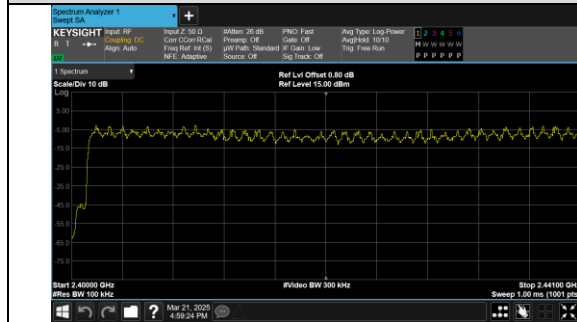 Spectrum Analyzer 1
Swept SA
+
KEYSIGHT Input: RF Input Z: 50 Ω #Atten: 26 dB PNO: Fast Avg Type: Log-Power 1 2 3 4 5 6
R T Coupling: DC Corr CCorr RCal Preamp: Off Gate: Off Avg|Hold: 10/10 M W W W W W
Align: Auto Freq Ref: Int (S) µW Path: Standard IF Gain: Low Trig: Free Run P P P P P P
NFE: Adaptive Source: Off Sig Track: Off
1 Spectrum
Ref Lvl Offset 0.80 dB
Scale/Div 10 dB Ref Level 15.00 dBm
Log
5.00
-5.00
-15.0
-25.0
-35.0
-45.0
-55.0
-65.0
-75.0
Start 2.40000 GHz #Video BW 300 kHz Stop 2.44100 GHz
#Res BW 100 kHz Sweep 1.00 ms (1001 pts
? Mar 21, 2025
4:59:24 PM